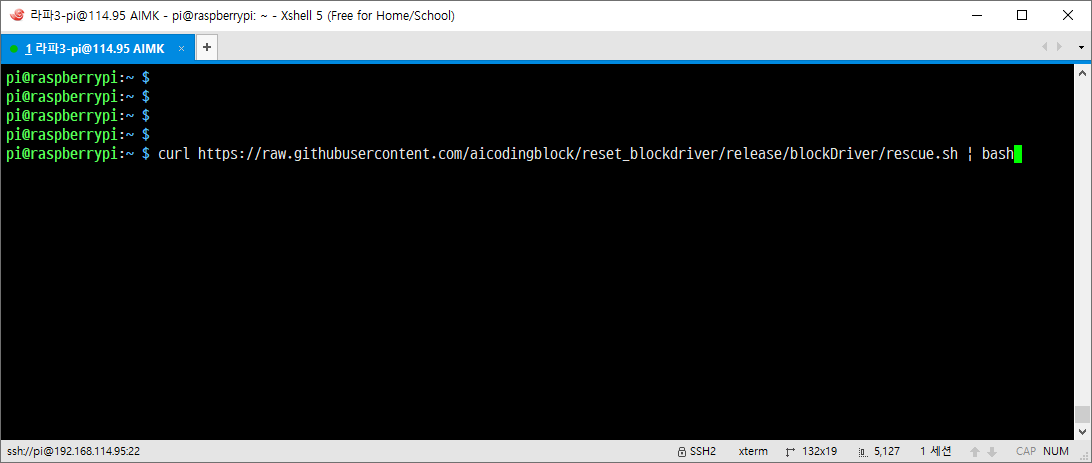 라파3-pi@114.95 AIMK - pi@raspberrypi: ~ - Xshell 5 (Free for Home/School)
1 라파3-pi@114.95 AIMK × +
pi@raspberrypi:~ $
pi@raspberrypi:~ $
pi@raspberrypi:~ $
pi@raspberrypi:~ $
pi@raspberrypi:~ $ curl https://raw.githubusercontent.com/aicodingblock/reset_blockdriver/release/blockDriver/rescue.sh | bash
ssh://pi@192.168.114.95:22 SSH2 xterm 132x19 5,127 1 세션 CAP NUM